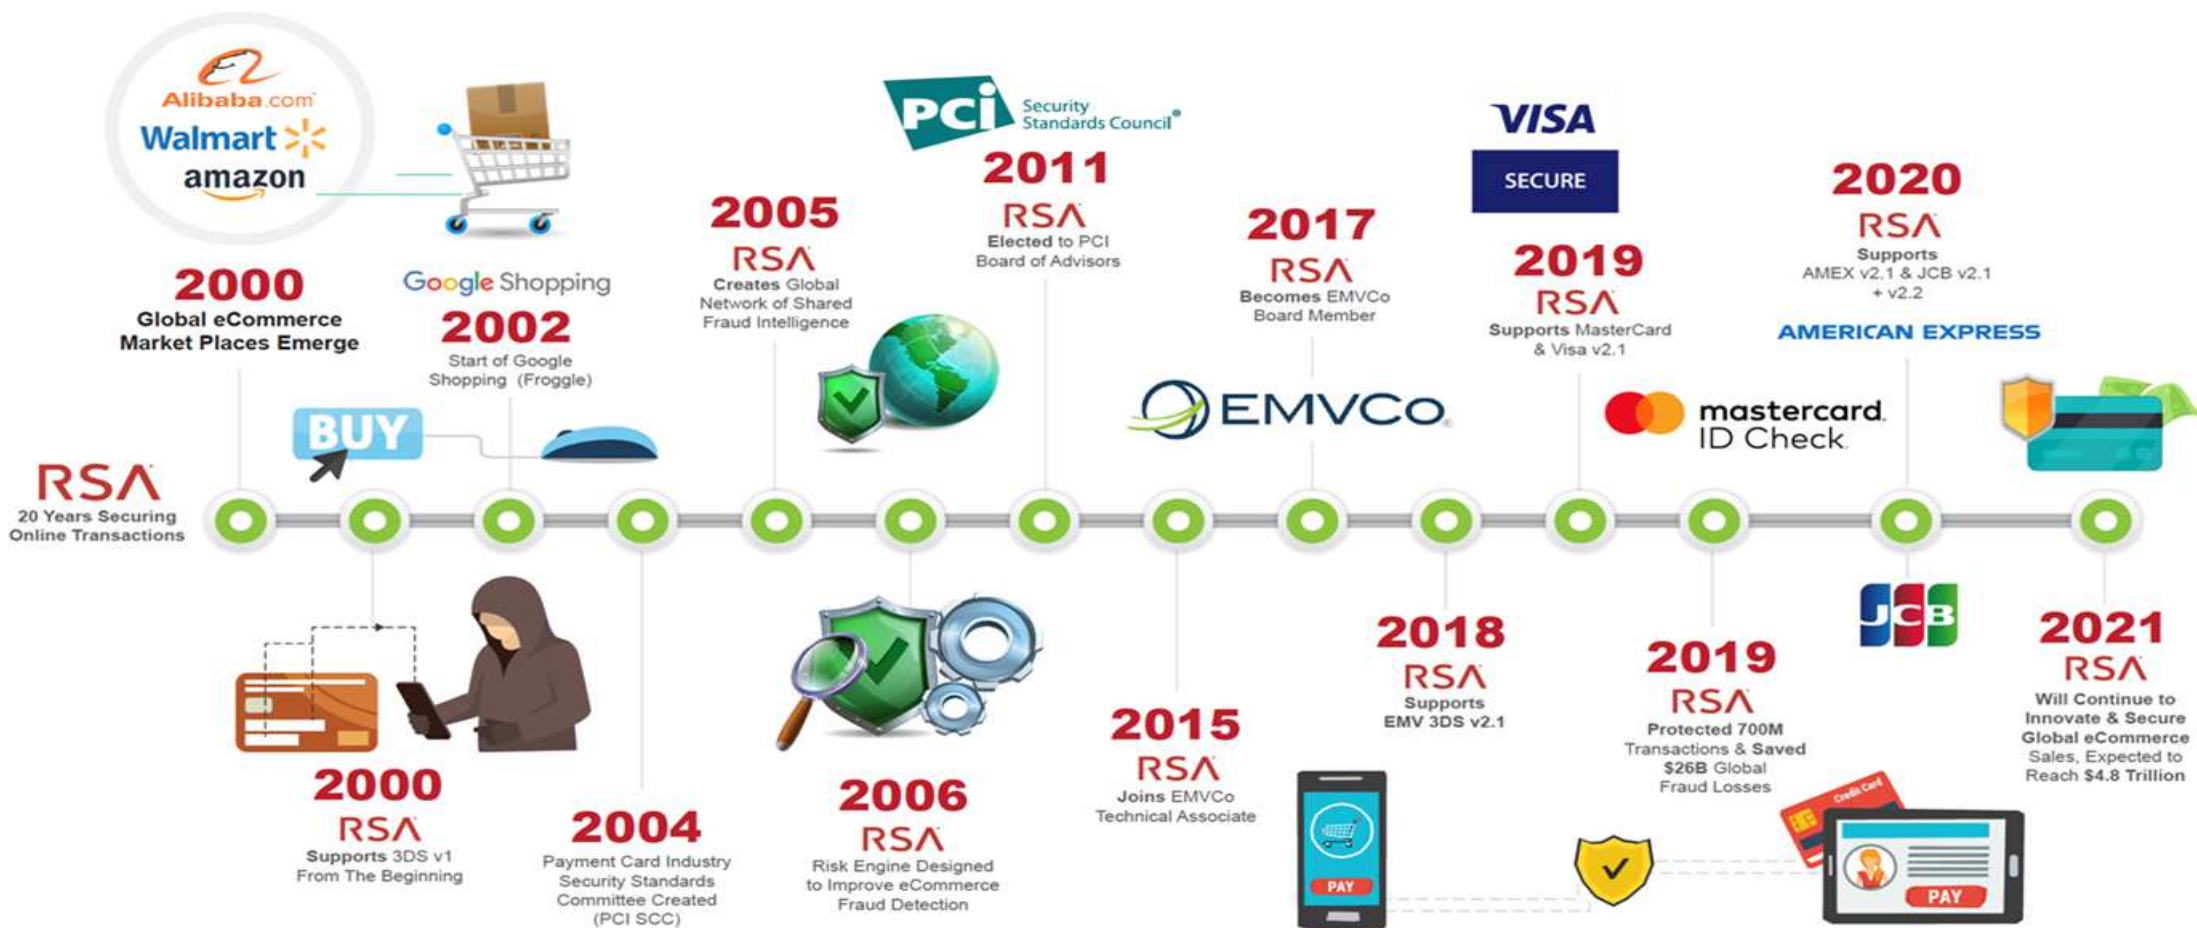 Alibaba.com
Walmart
amazon
2000
Global eCommerce
Market Places Emerge
Google Shopping
2002
Start of Google
Shopping (Froggle)
BUY
2005
RSA
Creates Global
Network of Shared
Fraud Intelligence
PCi Security
Standards Council®
2011
RSA
Elected to PCI
Board of Advisors
2017
RSA
Becomes EMVCo
Board Member
EMVCo
VISA
SECURE
2019
RSA
Supports MasterCard
& Visa v2.1
mastercard.
ID Check
2020
RSA
Supports
AMEX v2.1 & JCB v2.1
+ v2.2
AMERICAN EXPRESS
RSA
20 Years Securing
Online Transactions
2000
RSA
Supports 3DS v1
From The Beginning
2004
Payment Card Industry
Security Standards
Committee Created
(PCI SCC)
2006
RSA
Risk Engine Designed
to Improve eCommerce
Fraud Detection
2015
RSA
Joins EMVCo
Technical Associate
2018
RSA
Supports
EMV 3DS v2.1
PAY
2019
RSA
Protected 700M
Transactions & Saved
$26B Global
Fraud Losses
JCB
Credit Card
PAY
2021
RSA
Will Continue to
Innovate & Secure
Global eCommerce
Sales, Expected to
Reach $4.8 Trillion